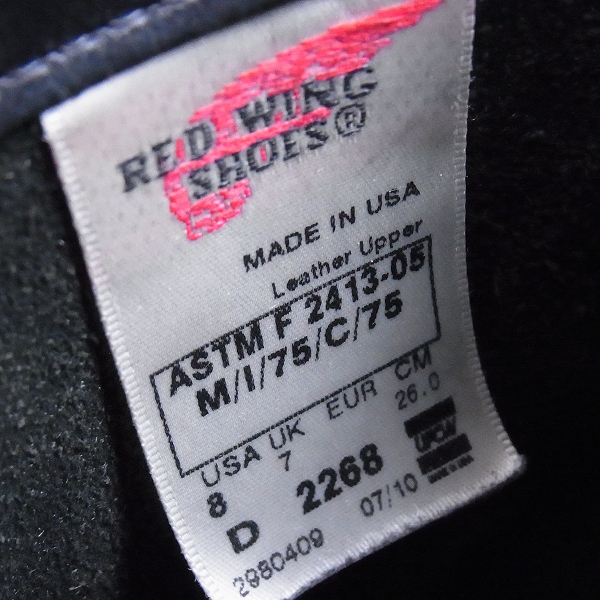 RED WING
SHOES®
MADE IN USA
Leather Upper
ASTM F 2413-05
M/I/75/C/75
USA UK EUR CM
8 7 26.0
D 2268
2980409 07/10